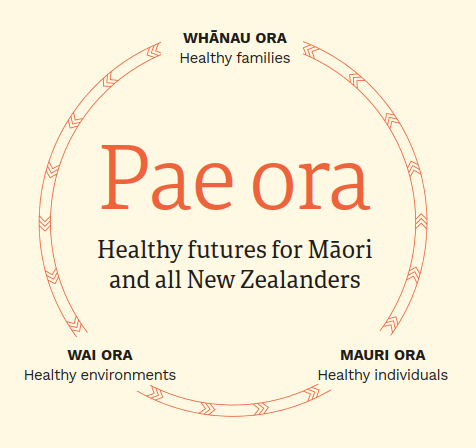 WHĀNAU ORA
Healthy families
Pae ora
Healthy futures for Māori
and all New Zealanders
WAI ORA
Healthy environments
MAURI ORA
Healthy individuals